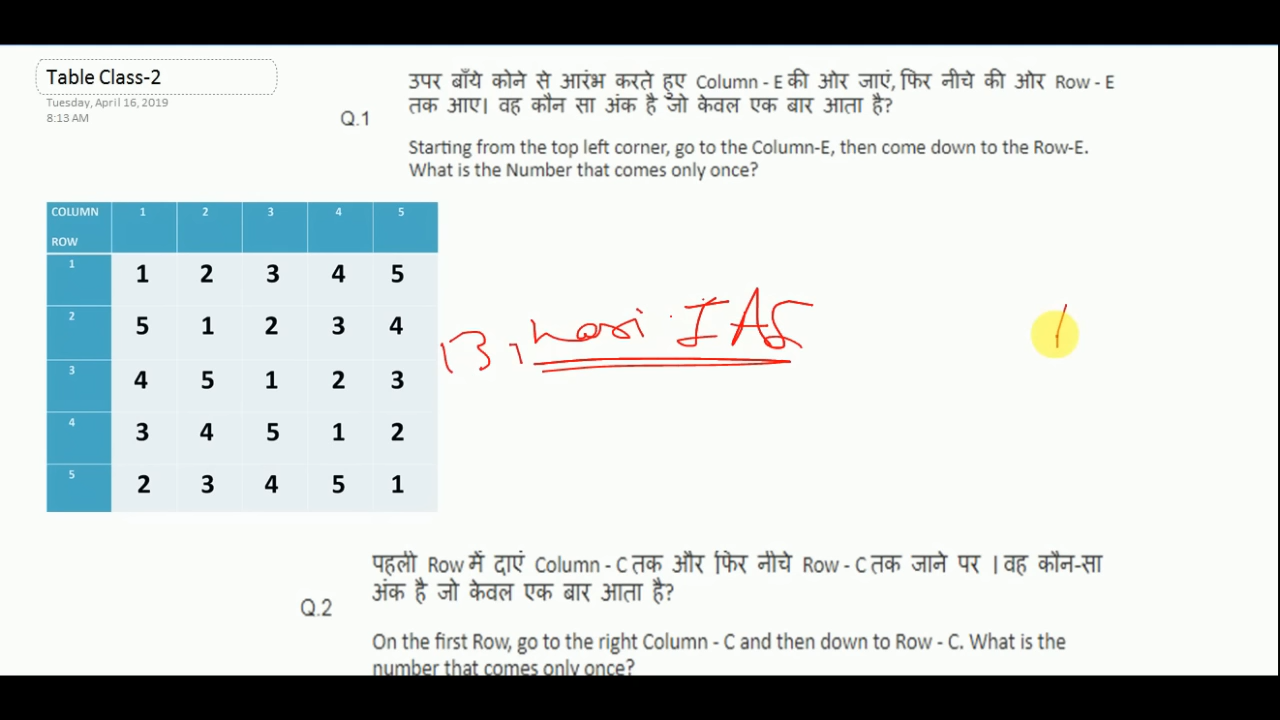 Table Class-2
Tuesday, April 16, 2019
8:13 AM
Q.1
उपर बाँये कोने से आरंभ करते हुए Column - E की ओर जाएं, फिर नीचे की ओर Row - E
तक आए। वह कौन सा अंक है जो केवल एक बार आता है?
Starting from the top left corner, go to the Column-E, then come down to the Row-E.
What is the Number that comes only once?
COLUMN 1 2 3 4 5
ROW
1 1 2 3 4 5
2 5 1 2 3 4
3 4 5 1 2 3
4 3 4 5 1 2
5 2 3 4 5 1
13, IAS
Q.2
पहली Row में दाएं Column - C तक और फिर नीचे Row - C तक जाने पर । वह कौन-सा
अंक है जो केवल एक बार आता है?
On the first Row, go to the right Column - C and then down to Row - C. What is the
number that comes only once?